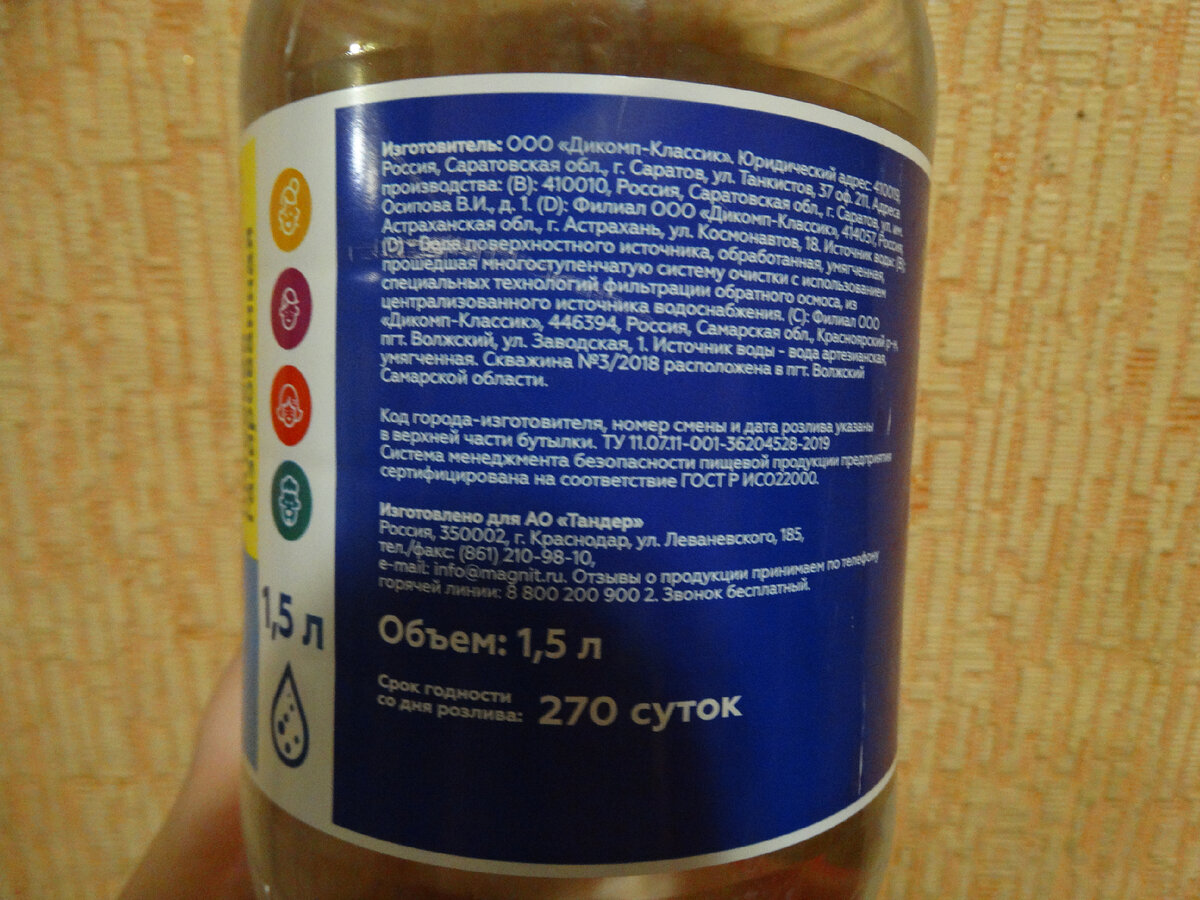 Изготовитель: ООО «Дикомп-Классик». Юридический адрес: 410019,
Россия, Саратовская обл., г. Саратов, ул. Танкистов, 37 оф. 211. Адреса
производства: (B): 410010, Россия, Саратовская обл., г. Саратов, ул. им.
Осипова В.И., д. 1. (D): Филиал ООО «Дикомп-Классик», 414057, Россия,
Астраханская обл., г. Астрахань, ул. Космонавтов, 18. Источник воды: (B)
(D) - Вода поверхностного источника, обработанная, умягченная,
прошедшая многоступенчатую систему очистки с использованием
специальных технологий фильтрации обратного осмоса, из
централизованного источника водоснабжения. (C): Филиал ООО
«Дикомп-Классик», 446394, Россия, Самарская обл., Красноярский р-н,
пгт. Волжский, ул. Заводская, 1. Источник воды - вода артезианская,
умягченная. Скважина №3/2018 расположена в пгт. Волжский
Самарской области.
Код города-изготовителя, номер смены и дата розлива указаны
в верхней части бутылки. ТУ 11.07.11-001-36204528-2019
Система менеджмента безопасности пищевой продукции предприятия
сертифицирована на соответствие ГОСТ Р ИСО22000.
Изготовлено для АО «Тандер»
Россия, 350002, г. Краснодар, ул. Леваневского, 185,
тел./факс: (861) 210-98-10,
e-mail: info@magnit.ru. Отзывы о продукции принимаем по телефону
горячей линии: 8 800 200 900 2. Звонок бесплатный.
1,5 л
Объем: 1,5 л
Срок годности
со дня розлива: 270 суток